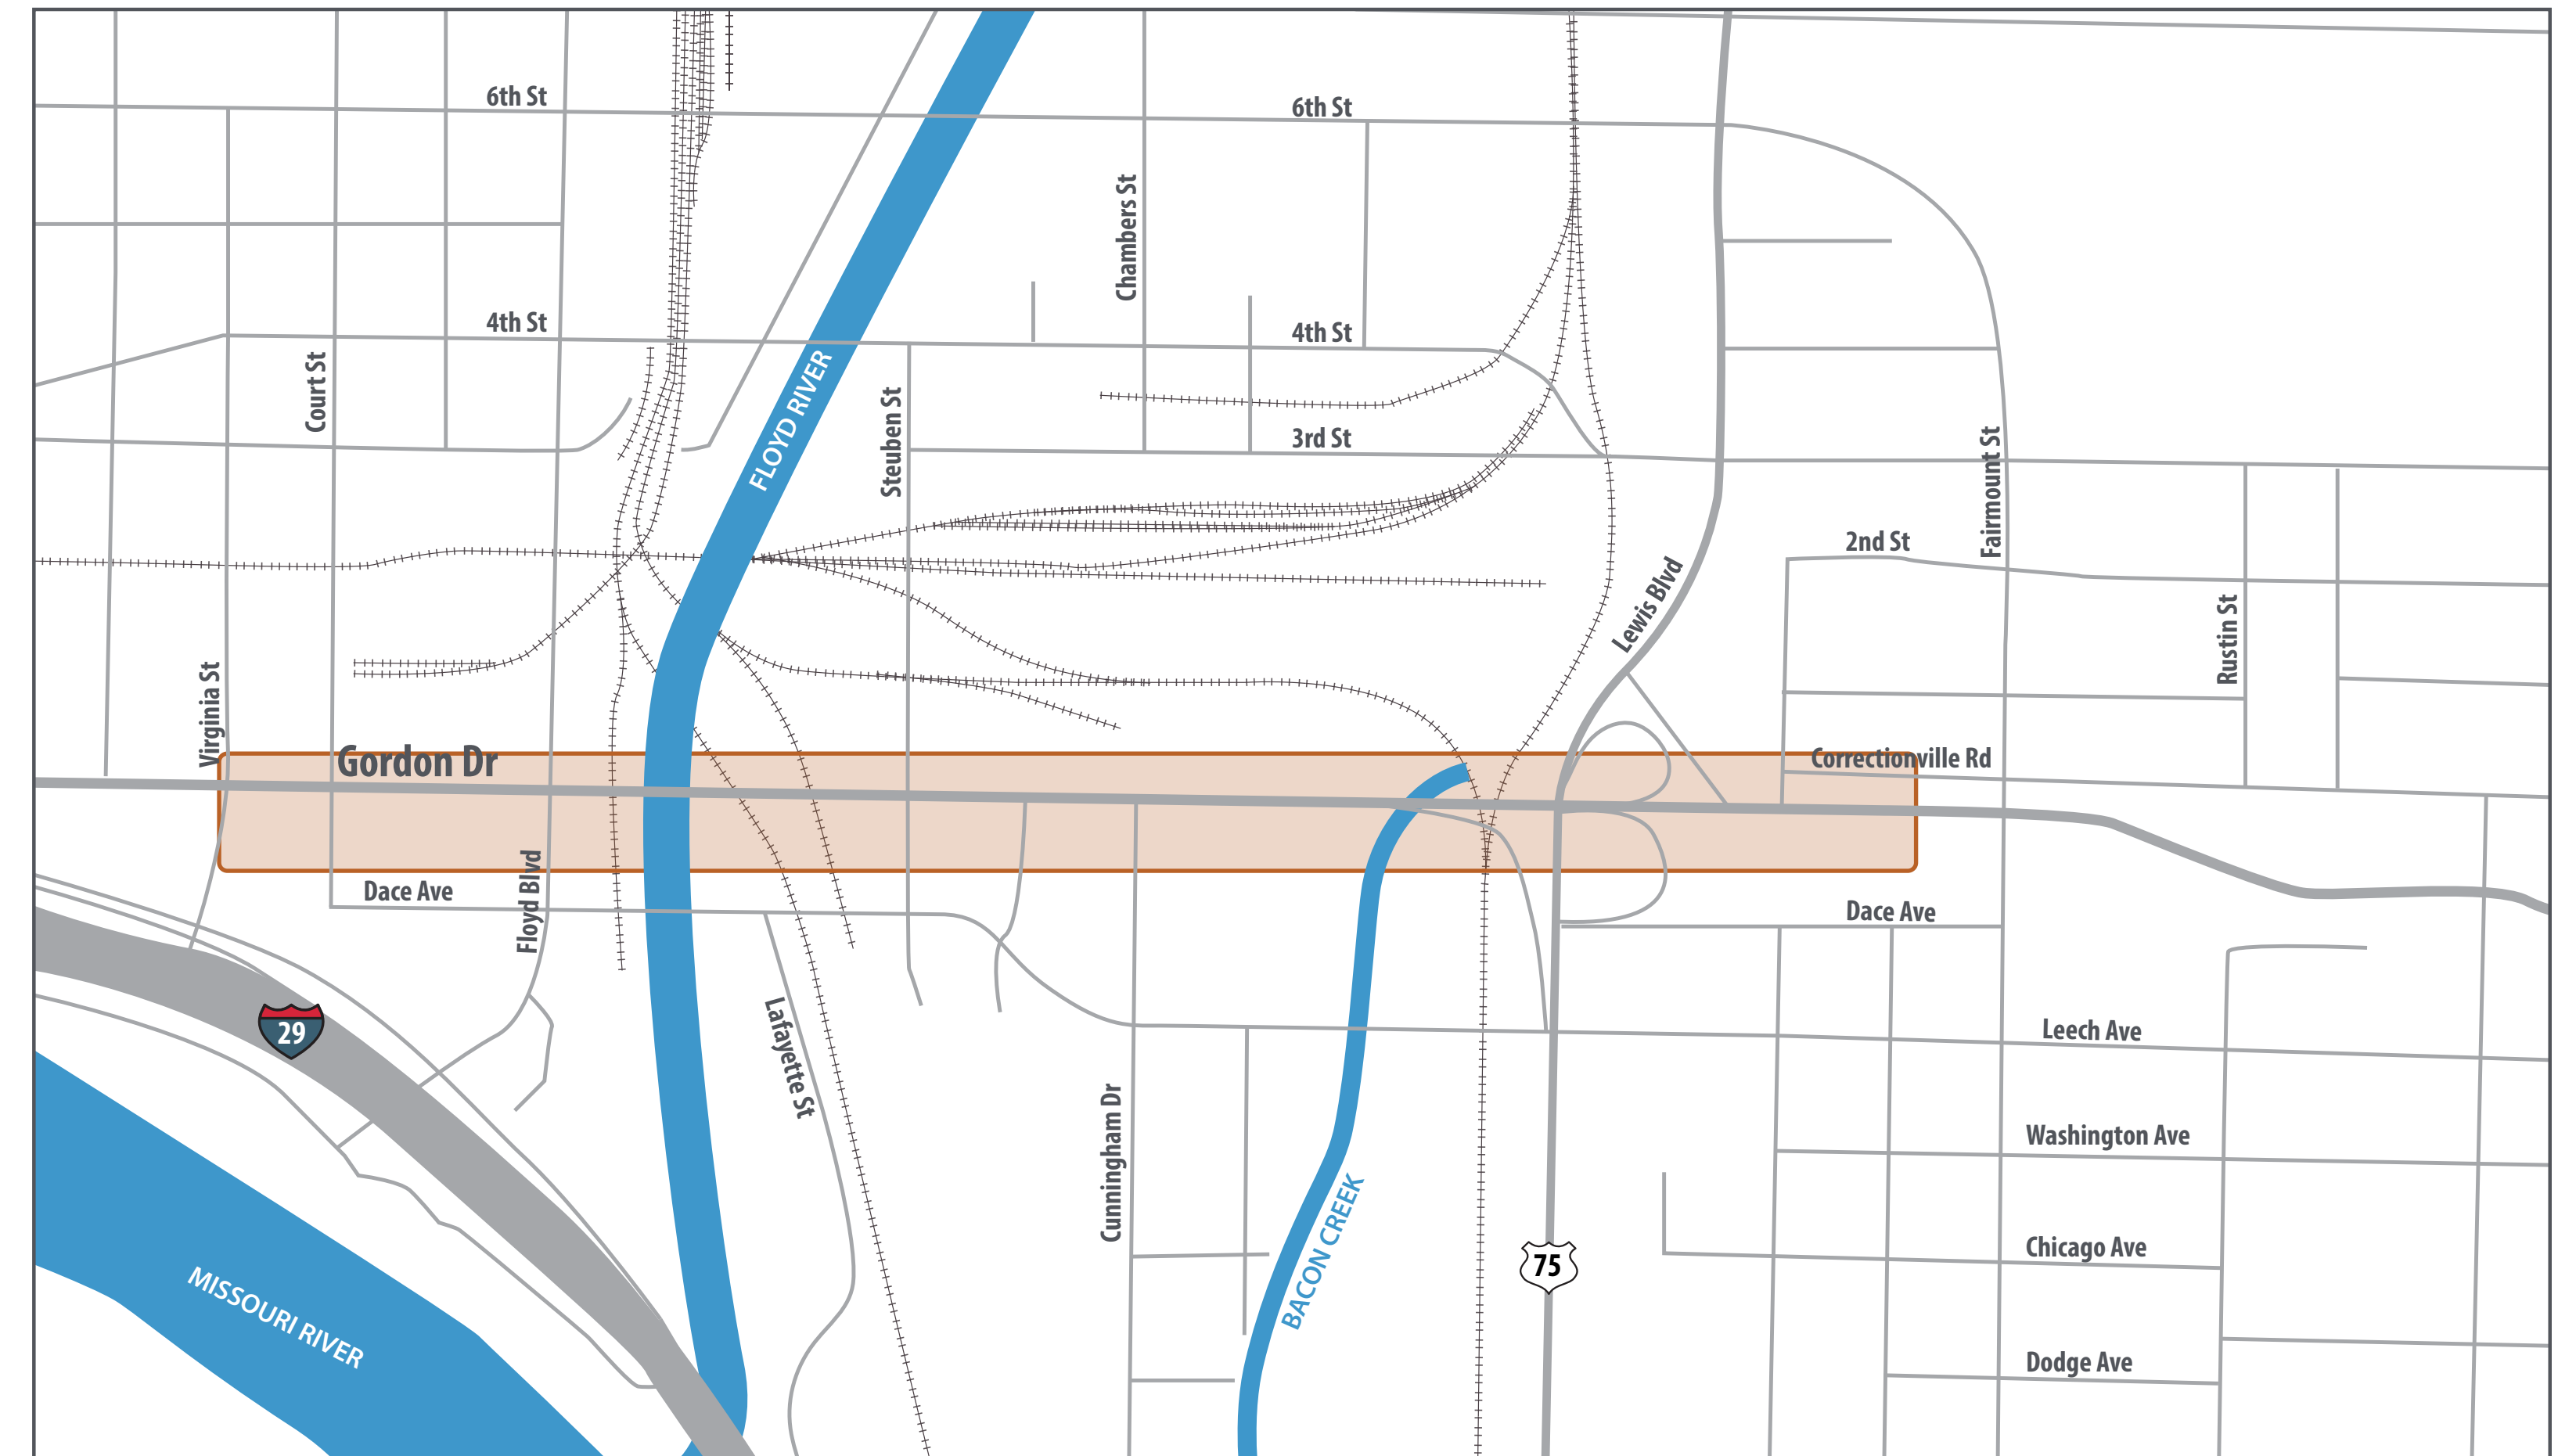 6th St
6th St
Chambers St
4th St
4th St
Court St
FLOYD RIVER
Steuben St
3rd St
Fairmount St
2nd St
Lewis Blvd
Rustin St
Virginia St
Gordon Dr
Correctionville Rd
Floyd Blvd
Dace Ave
Dace Ave
29
Lafayette St
Leech Ave
Cunningham Dr
Washington Ave
BACON CREEK
75
Chicago Ave
MISSOURI RIVER
Dodge Ave